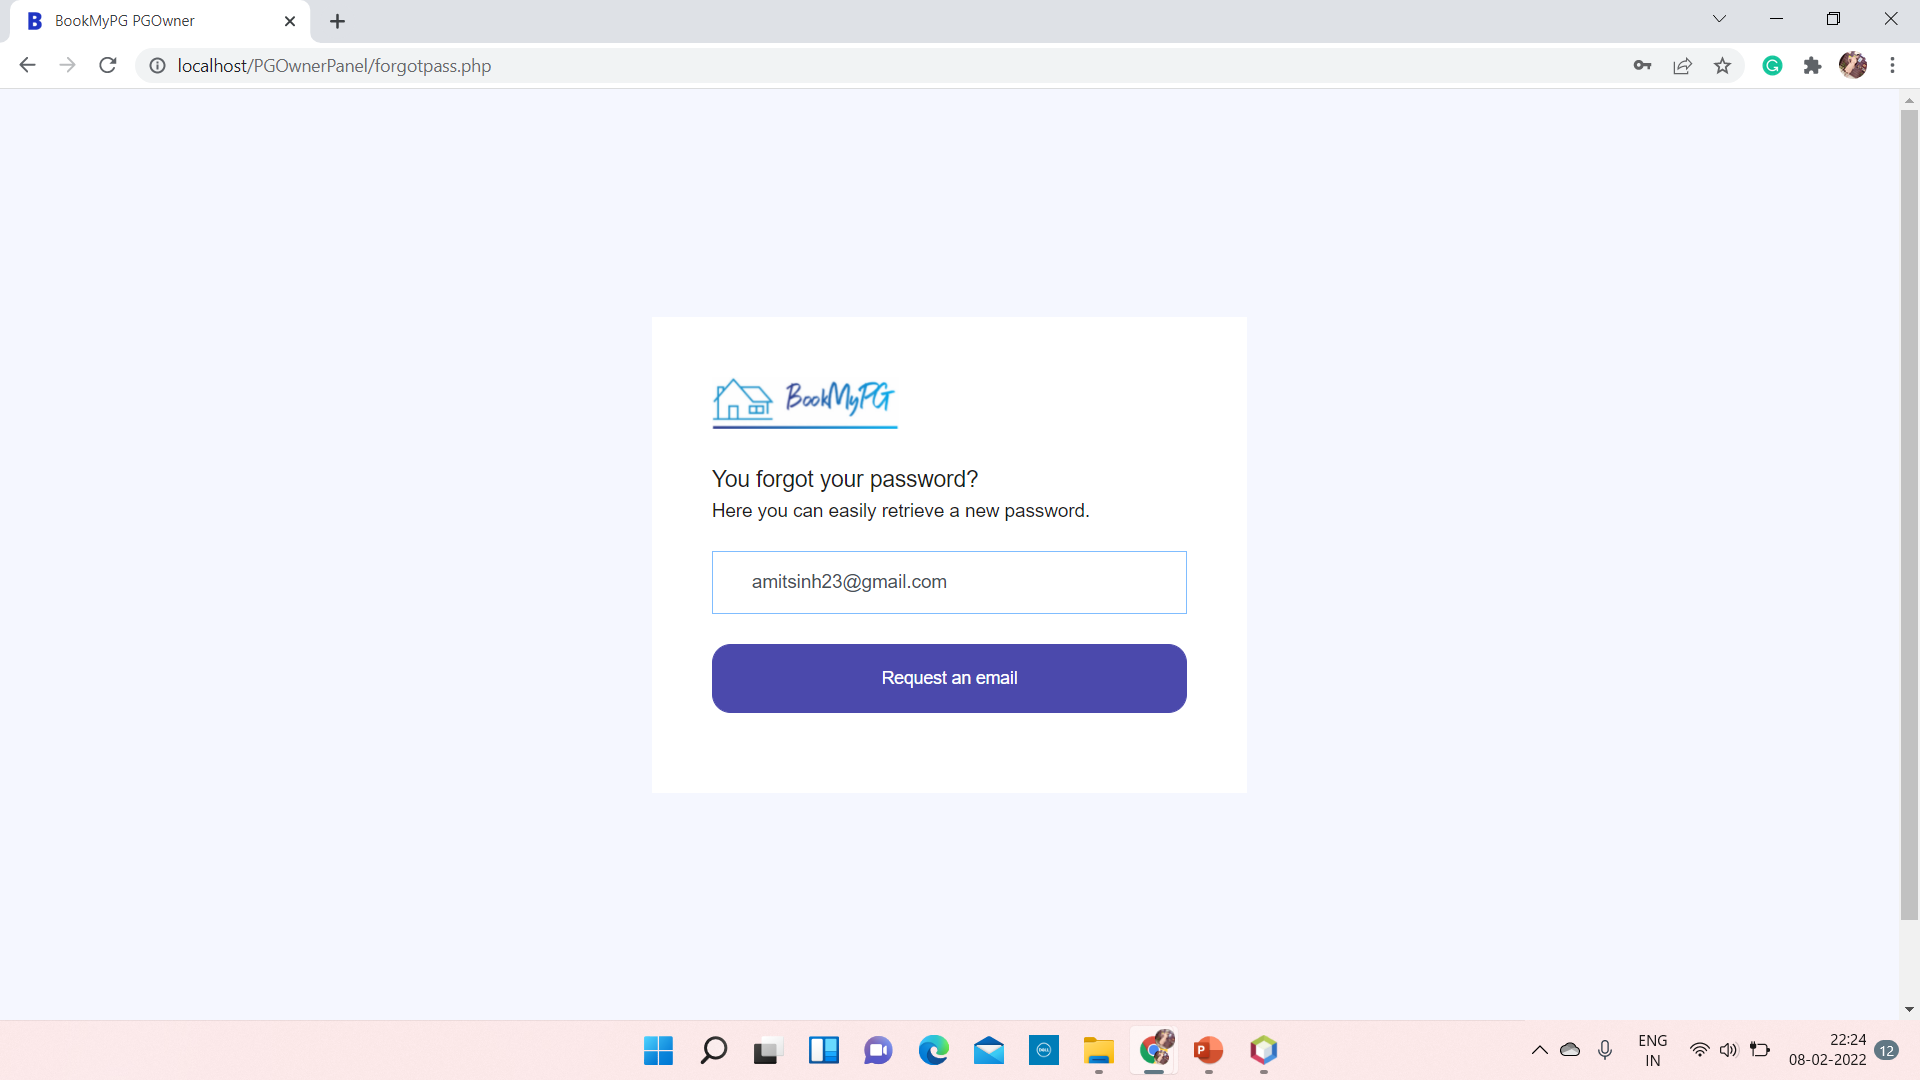 BookMyPG PGOwner
localhost/PGOwnerPanel/forgotpass.php
BookMyPG
You forgot your password?
Here you can easily retrieve a new password.
amitsinh23@gmail.com
Request an email
ENG
IN
22:24
08-02-2022
12